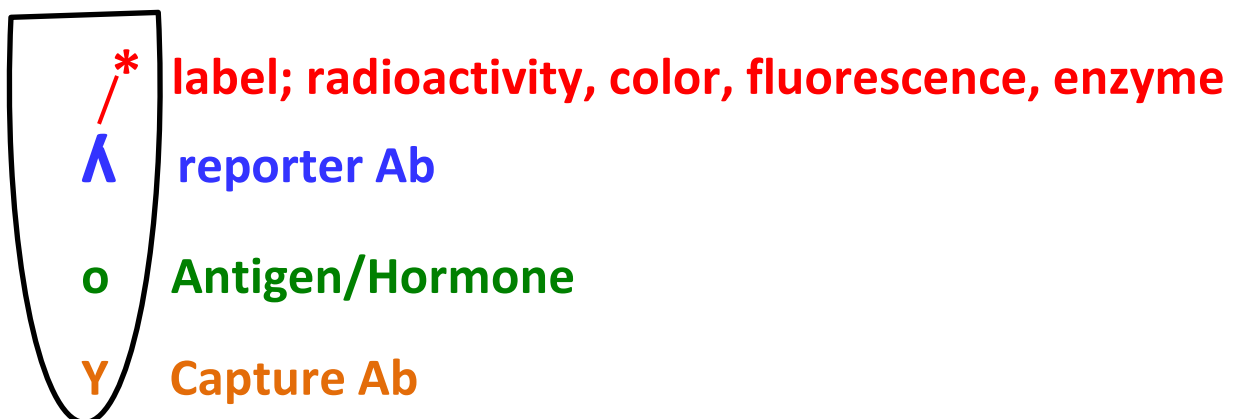 * label; radioactivity, color, fluorescence, enzyme
ʎ reporter Ab
o Antigen/Hormone
Y Capture Ab